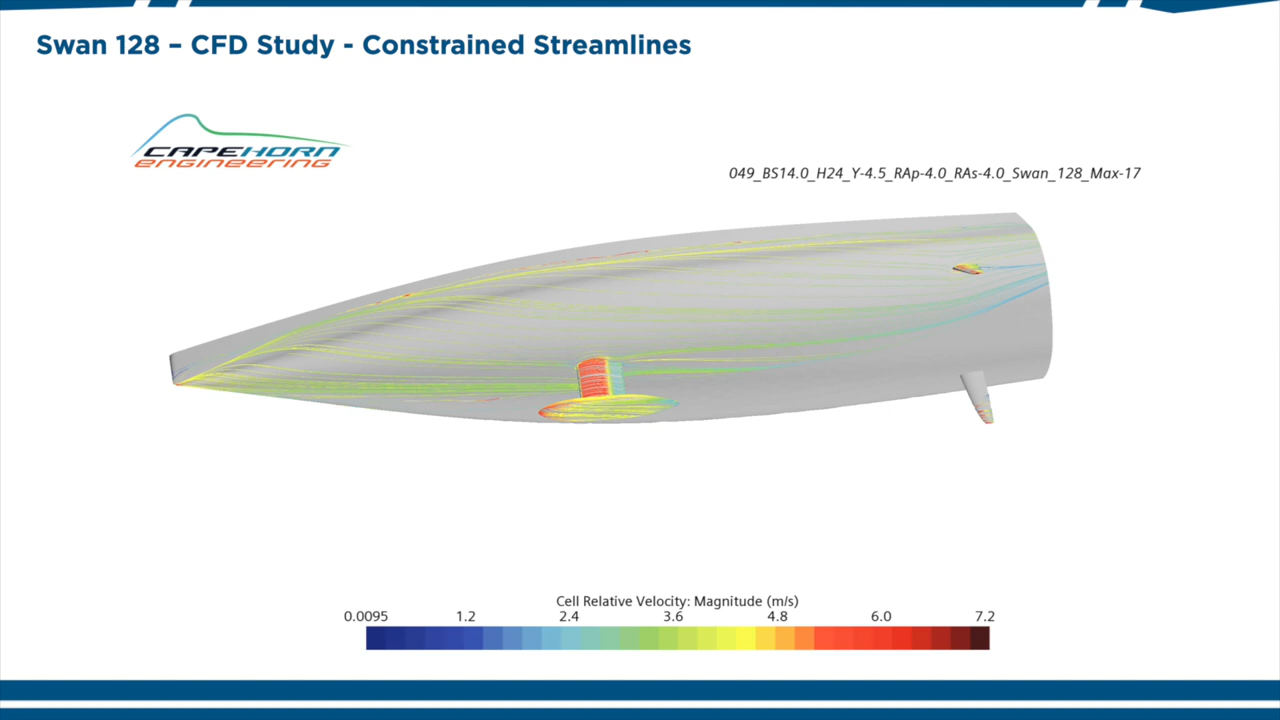 Swan 128 – CFD Study - Constrained Streamlines
CAPEHORN
engineering
049_BS14.0_H24_Y-4.5_RAp-4.0_RAs-4.0_Swan_128_Max-17
Cell Relative Velocity: Magnitude (m/s)
0.0095 1.2 2.4 3.6 4.8 6.0 7.2